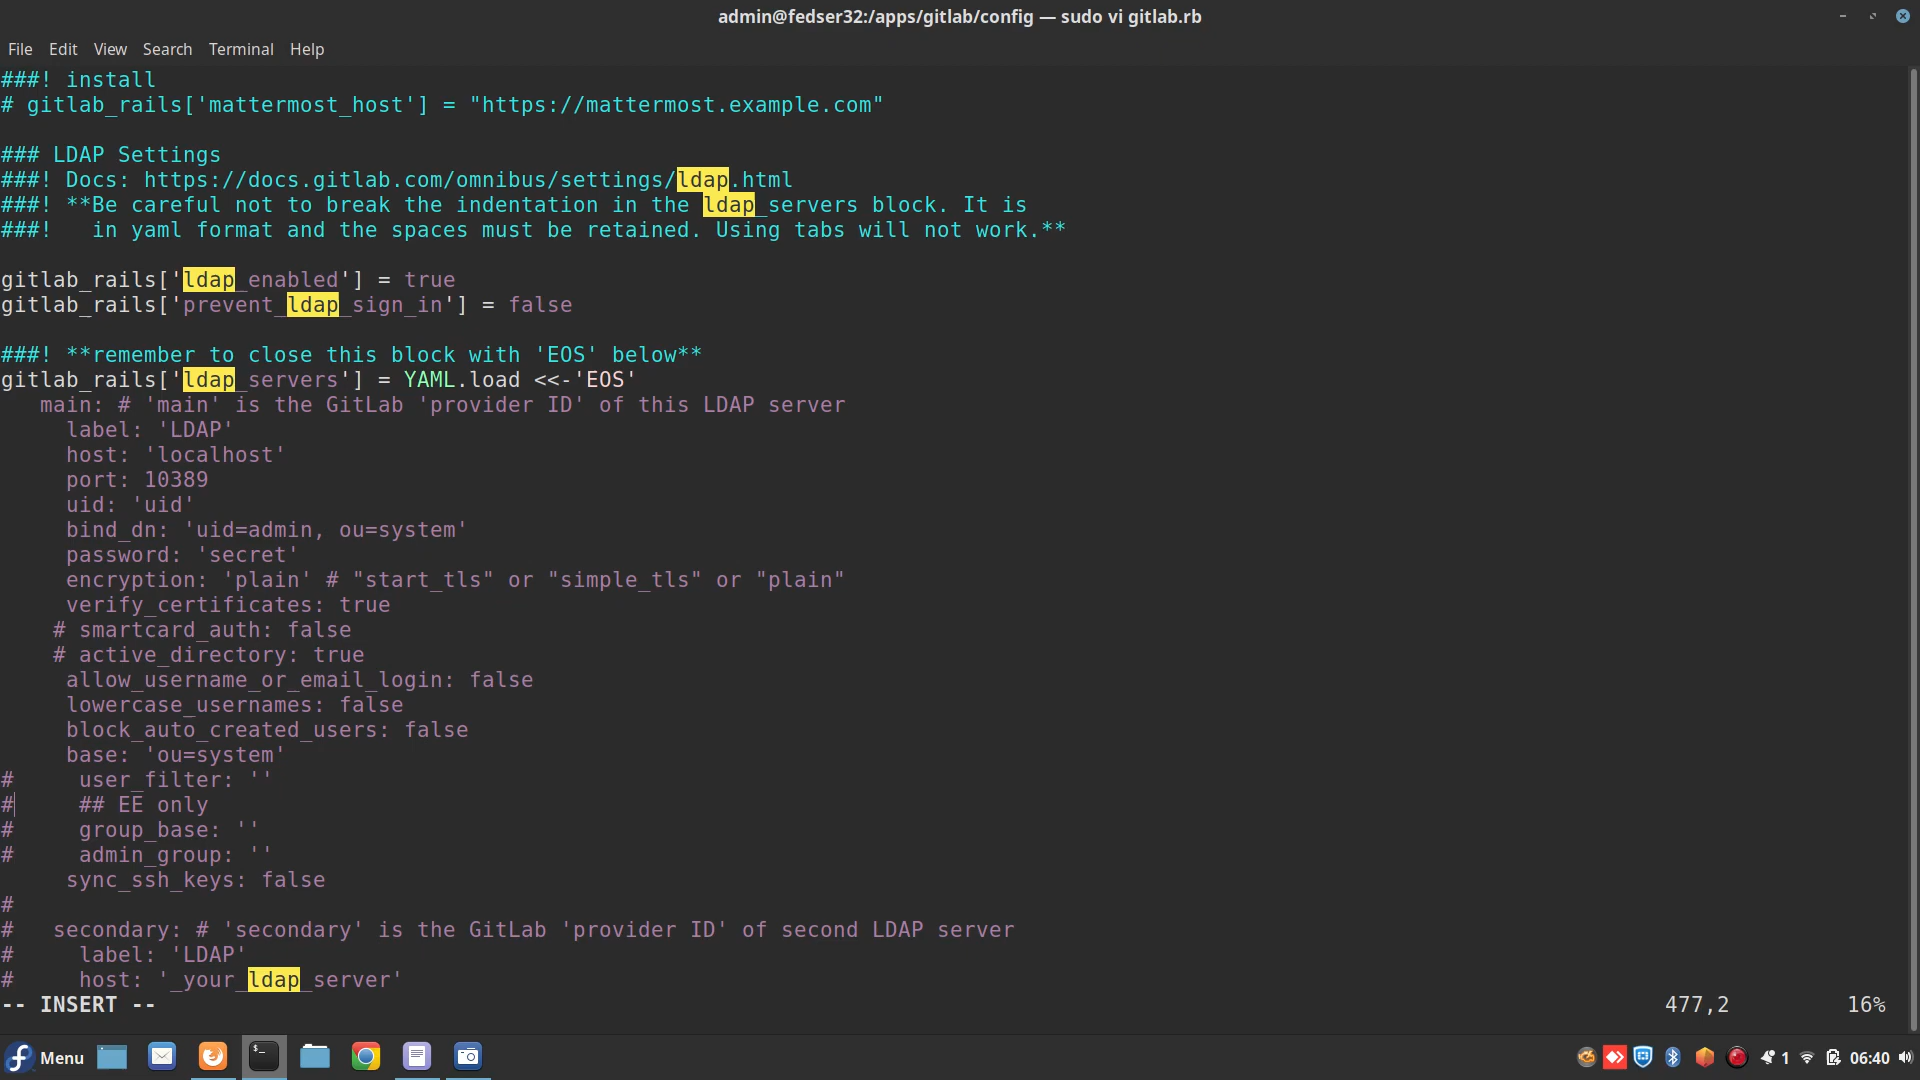 admin@fedser32:/apps/gitlab/config — sudo vi gitlab.rb
File Edit View Search Terminal Help
###! install
# gitlab_rails['mattermost_host'] = "https://mattermost.example.com"
### LDAP Settings
###! Docs: https://docs.gitlab.com/omnibus/settings/ldap.html
###! **Be careful not to break the indentation in the ldap_servers block. It is
###!   in yaml format and the spaces must be retained. Using tabs will not work.**
gitlab_rails['ldap_enabled'] = true
gitlab_rails['prevent_ldap_sign_in'] = false
###! **remember to close this block with 'EOS' below**
gitlab_rails['ldap_servers'] = YAML.load <<-'EOS'
   main: # 'main' is the GitLab 'provider ID' of this LDAP server
     label: 'LDAP'
     host: 'localhost'
     port: 10389
     uid: 'uid'
     bind_dn: 'uid=admin, ou=system'
     password: 'secret'
     encryption: 'plain' # "start_tls" or "simple_tls" or "plain"
     verify_certificates: true
    # smartcard_auth: false
    # active_directory: true
     allow_username_or_email_login: false
     lowercase_usernames: false
     block_auto_created_users: false
     base: 'ou=system'
#     user_filter: ''
#     ## EE only
#     group_base: ''
#     admin_group: ''
     sync_ssh_keys: false
#
#   secondary: # 'secondary' is the GitLab 'provider ID' of second LDAP server
#     label: 'LDAP'
#     host: '_your_ldap_server'
-- INSERT -- 477,2 16%
Menu 1 06:40